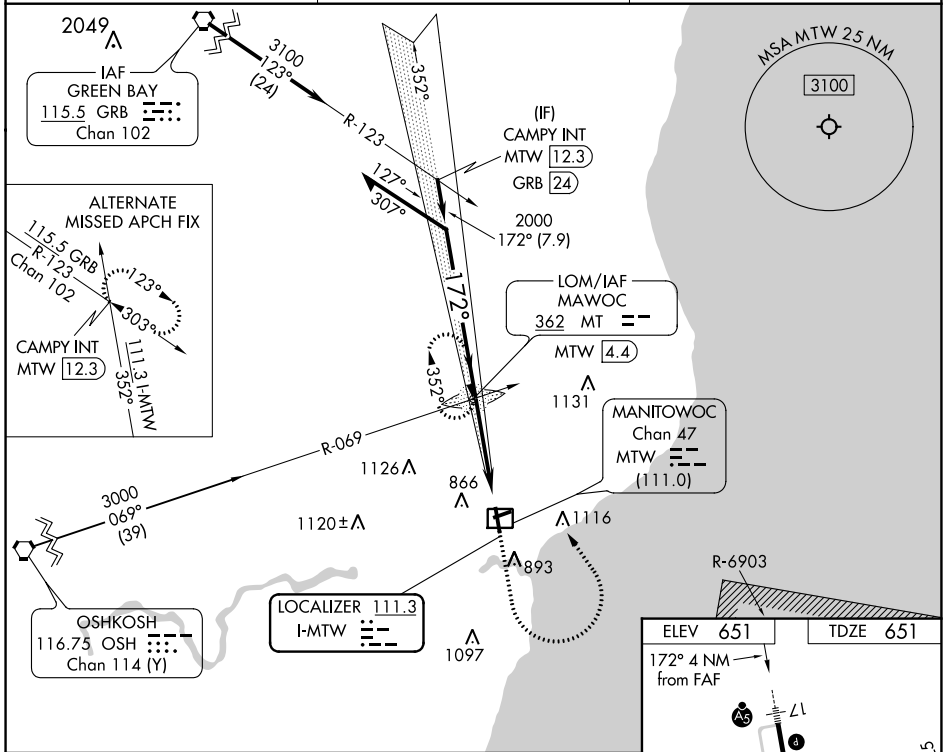 2049
IAF
GREEN BAY
115.5 GRB
Chan 102
3100
123°
(24)
R-123
352°
MSA MTW 25 NM
3100
(IF)
CAMPY INT
MTW 12.3
GRB 24
127°
307°
2000
172° (7.9)
172°
ALTERNATE
MISSED APCH FIX
115.5 GRB
R-123
Chan 102
123°
303°
CAMPY INT
MTW 12.3
111.3 I-MTW
352°
LOM/IAF
MAWOC
362 MT
MTW 4.4
352°
1131
MANITOWOC
Chan 47
MTW
(111.0)
R-069
1126
866
3000
069°
(39)
1120±
1116
893
OSHKOSH
116.75 OSH
Chan 114 (Y)
LOCALIZER 111.3
I-MTW
1097
R-6903
ELEV 651
TDZE 651
172° 4 NM
from FAF
A5
17
P
5